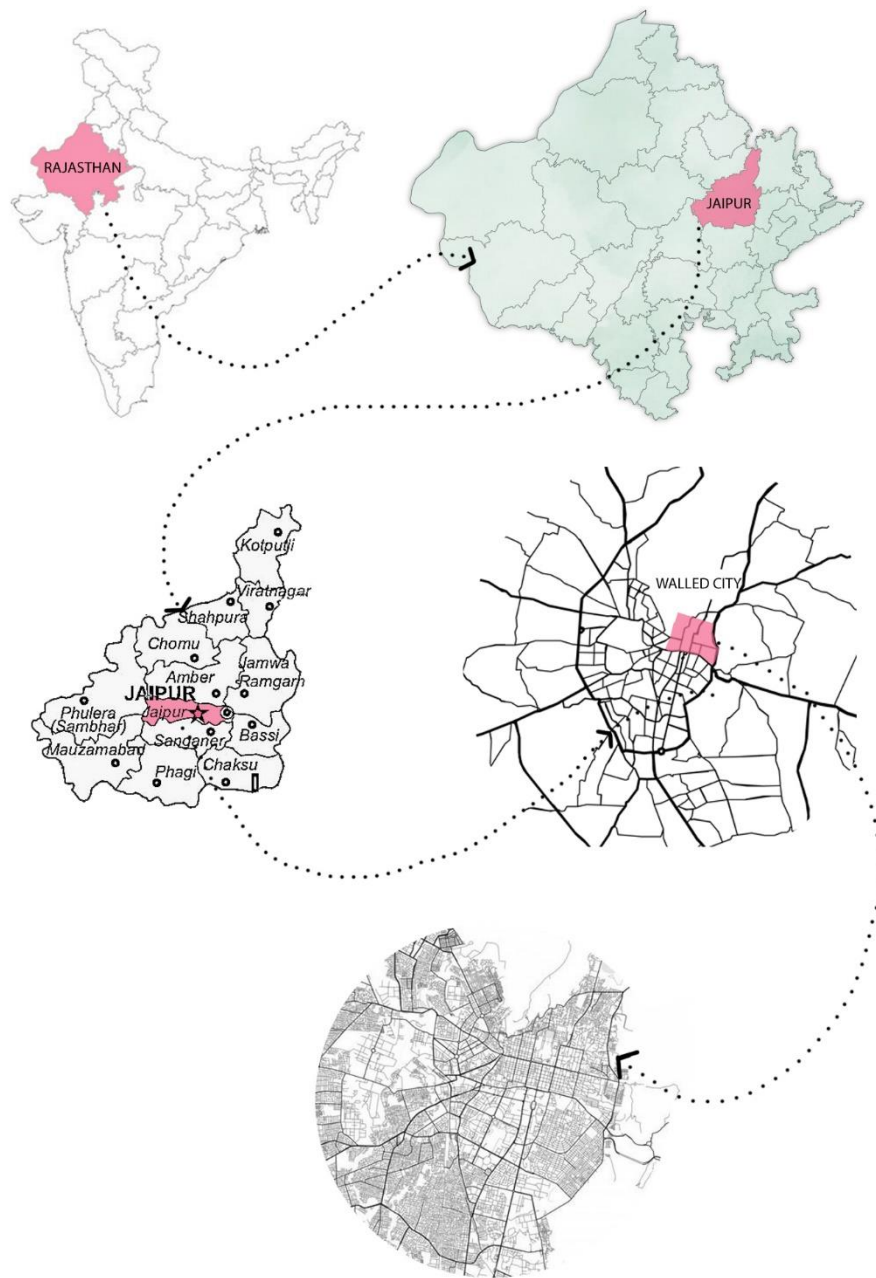 RAJASTHAN
JAIPUR
WALLED CITY
Kotputli
Viratnagar
Shahpura
Chomu
Jamwa
Ramgarh
Amber
JAIPUR
Jaipur
Phulera
(Sambhar)
Mauzamabad
Sanganer
Bassi
Phagi
Chaksu